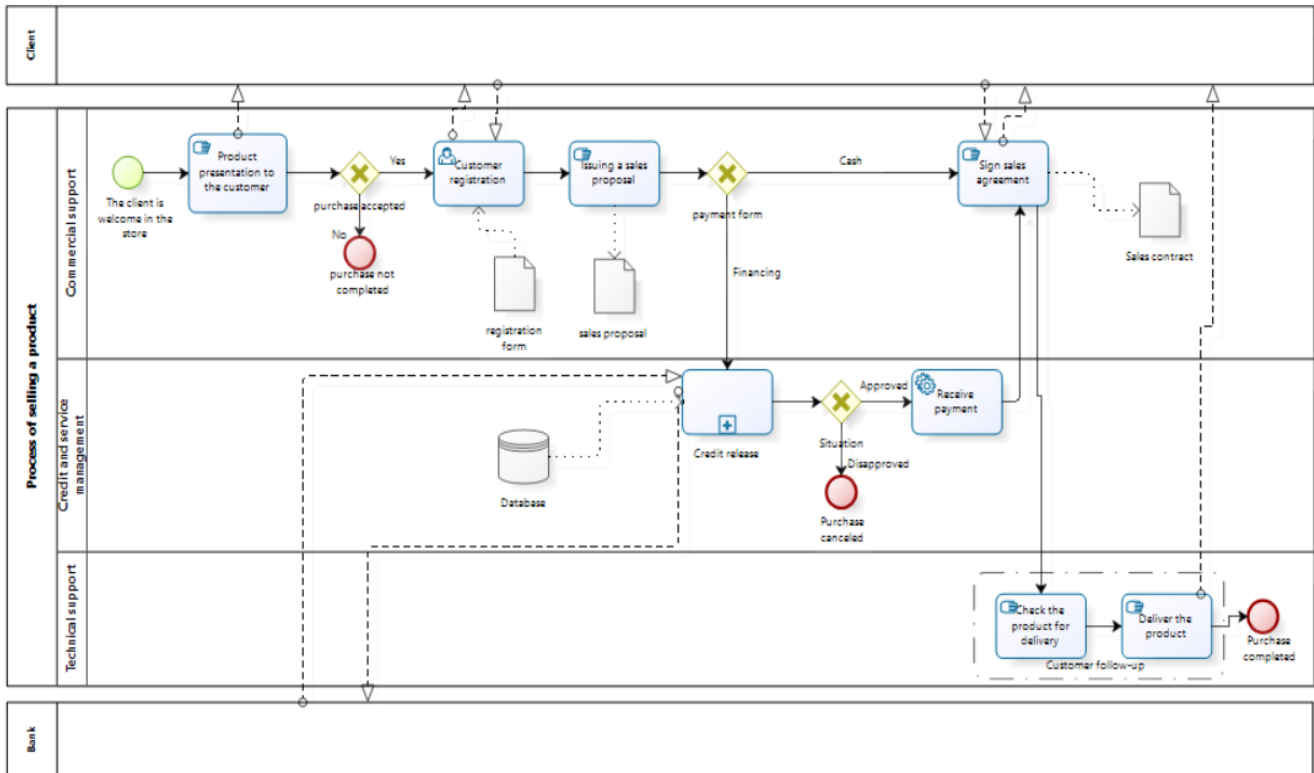 Client
Process of selling a product
Commercial support
The client is
welcome in the
store
Product
presentation to
the customer
purchase accepted
Yes
No
purchase not
completed
Customer
registration
registration
form
Issuing a sales
proposal
sales proposal
payment form
Cash
Financing
Sign sales
agreement
Sales contract
Credit and service
management
Database
Credit release
Situation
Approved
Disapproved
Purchase
canceled
Receive
payment
Technical support
Check the
product for
delivery
Deliver the
product
Customer follow-up
Purchase
completed
Bank